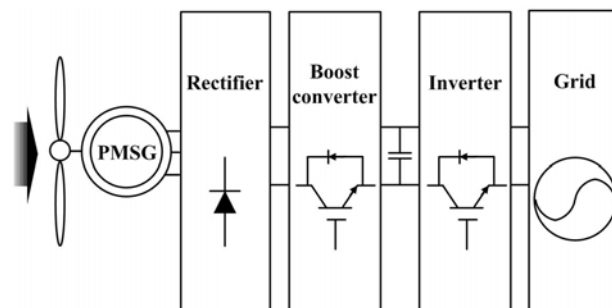 PMSG
Rectifier
Boost
converter
Inverter
Grid